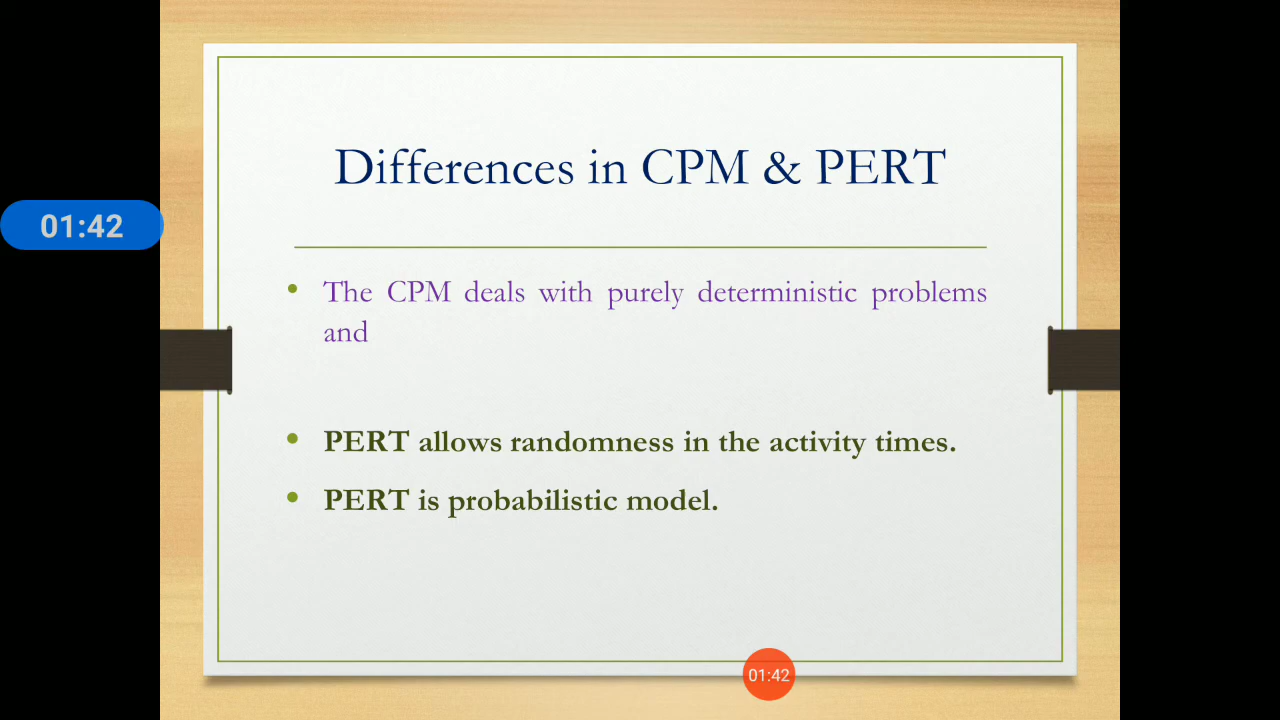 Differences in CPM & PERT
01:42
• The CPM deals with purely deterministic problems
and
• PERT allows randomness in the activity times.
• PERT is probabilistic model.
01:42